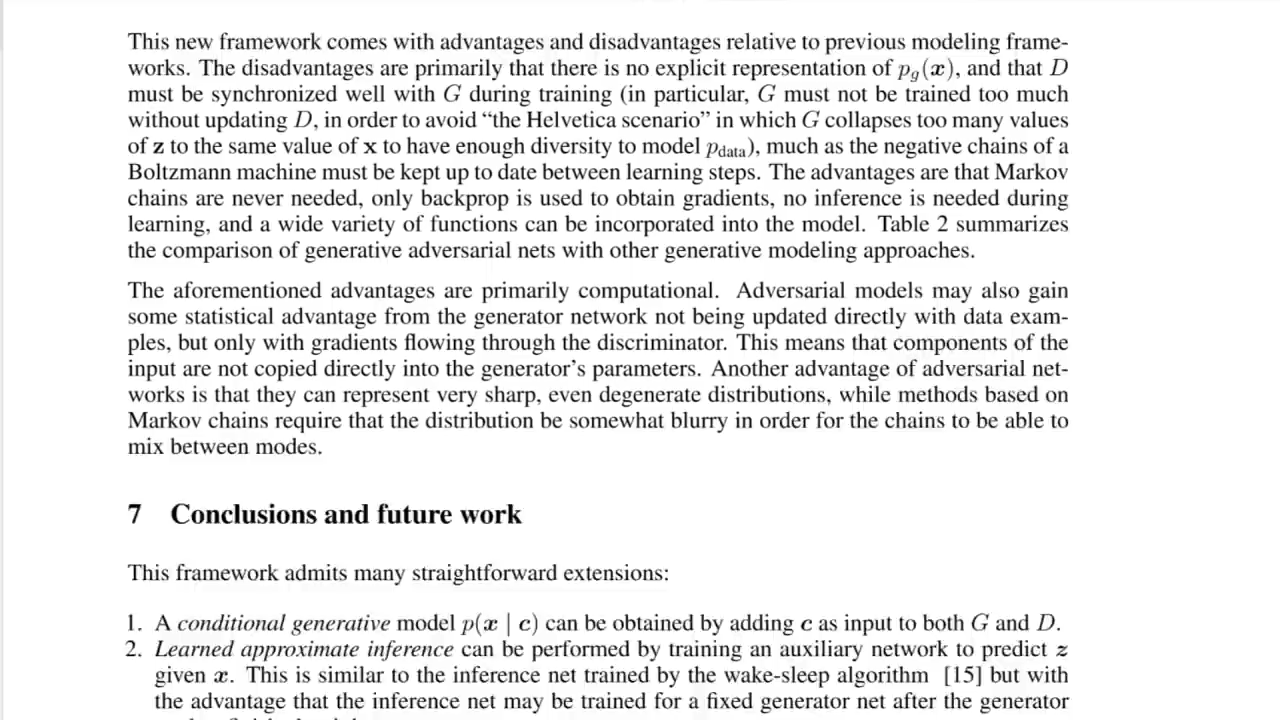 This new framework comes with advantages and disadvantages relative to previous modeling frame-
works. The disadvantages are primarily that there is no explicit representation of p_g(x), and that D
must be synchronized well with G during training (in particular, G must not be trained too much
without updating D, in order to avoid “the Helvetica scenario” in which G collapses too many values
of z to the same value of x to have enough diversity to model p_data), much as the negative chains of a
Boltzmann machine must be kept up to date between learning steps. The advantages are that Markov
chains are never needed, only backprop is used to obtain gradients, no inference is needed during
learning, and a wide variety of functions can be incorporated into the model. Table 2 summarizes
the comparison of generative adversarial nets with other generative modeling approaches.
The aforementioned advantages are primarily computational. Adversarial models may also gain
some statistical advantage from the generator network not being updated directly with data exam-
ples, but only with gradients flowing through the discriminator. This means that components of the
input are not copied directly into the generator’s parameters. Another advantage of adversarial net-
works is that they can represent very sharp, even degenerate distributions, while methods based on
Markov chains require that the distribution be somewhat blurry in order for the chains to be able to
mix between modes.
7 Conclusions and future work
This framework admits many straightforward extensions:
1. A conditional generative model p(x | c) can be obtained by adding c as input to both G and D.
2. Learned approximate inference can be performed by training an auxiliary network to predict z
given x. This is similar to the inference net trained by the wake-sleep algorithm [15] but with
the advantage that the inference net may be trained for a fixed generator net after the generator